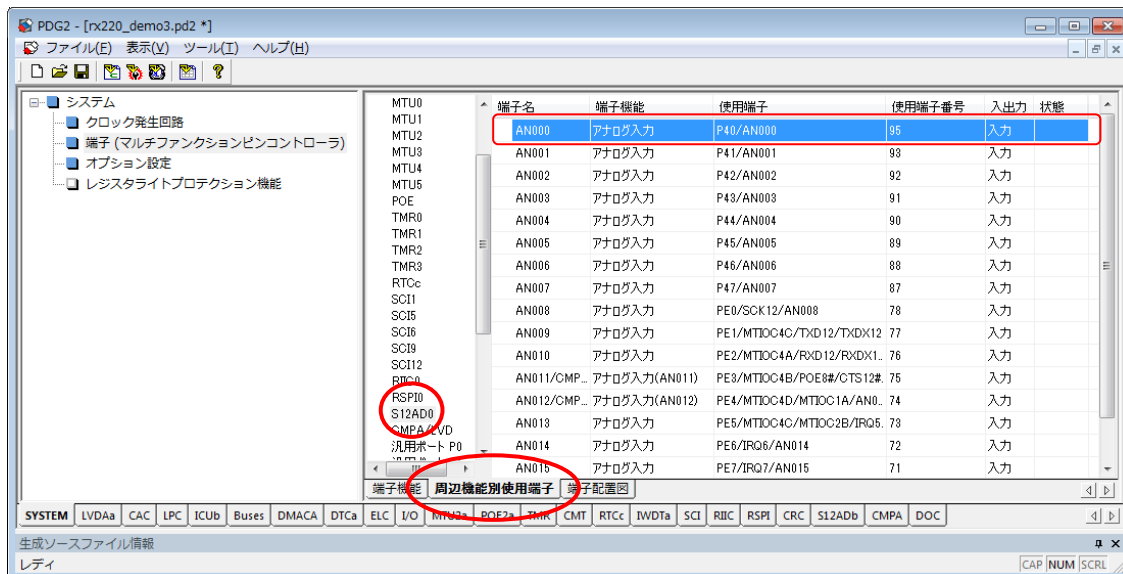 PDG2 - [rx220_demo3.pd2 *]
ファイル(F) 表示(V) ツール(T) ヘルプ(H)
システム
クロック発生回路
端子 (マルチファンクションピンコントローラ)
オプション設定
レジスタライトプロテクション機能
MTU0
MTU1
MTU2
MTU3
MTU4
MTU5
POE
TMR0
TMR1
TMR2
TMR3
RTCc
SCI1
SCI5
SCI6
SCI9
SCI12
RIIC0
RSPI0
S12AD0
CMPA/LVD
汎用ポート P0
端子名 端子機能 使用端子 使用端子番号 入出力 状態
AN000 アナログ入力 P40/AN000 95 入力
AN001 アナログ入力 P41/AN001 93 入力
AN002 アナログ入力 P42/AN002 92 入力
AN003 アナログ入力 P43/AN003 91 入力
AN004 アナログ入力 P44/AN004 90 入力
AN005 アナログ入力 P45/AN005 89 入力
AN006 アナログ入力 P46/AN006 88 入力
AN007 アナログ入力 P47/AN007 87 入力
AN008 アナログ入力 PE0/SCK12/AN008 78 入力
AN009 アナログ入力 PE1/MTIOC4C/TXD12/TXDX12 77 入力
AN010 アナログ入力 PE2/MTIOC4A/RXD12/RXDX1.. 76 入力
AN011/CMP... アナログ入力(AN011) PE3/MTIOC4B/POE8#/CTS12#. 75 入力
AN012/CMP... アナログ入力(AN012) PE4/MTIOC4D/MTIOC1A/AN0.. 74 入力
AN013 アナログ入力 PE5/MTIOC4C/MTIOC2B/IRQ5. 73 入力
AN014 アナログ入力 PE6/IRQ6/AN014 72 入力
AN015 アナログ入力 PE7/IRQ7/AN015 71 入力
端子機能 周辺機能別使用端子 端子配置図
SYSTEM LVDAa CAC LPC ICUb Buses DMACA DTCa ELC I/O MTU2a POE2a TMR CMT RTCc IWDTa SCI RIIC RSPI CRC S12ADb CMPA DOC
生成ソースファイル情報
レディ CAP NUM SCRL